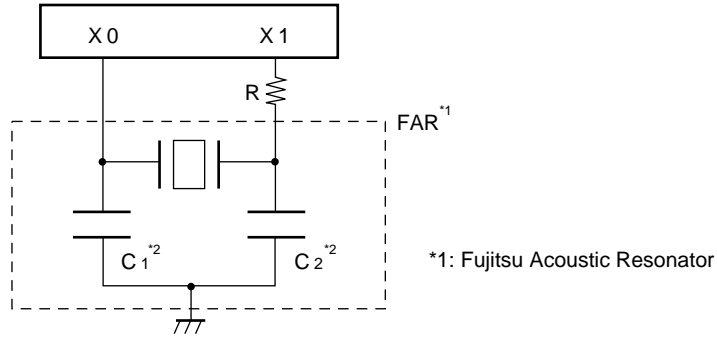 X0 X1
R
FAR*1
C1*2 C2*2
*1: Fujitsu Acoustic Resonator